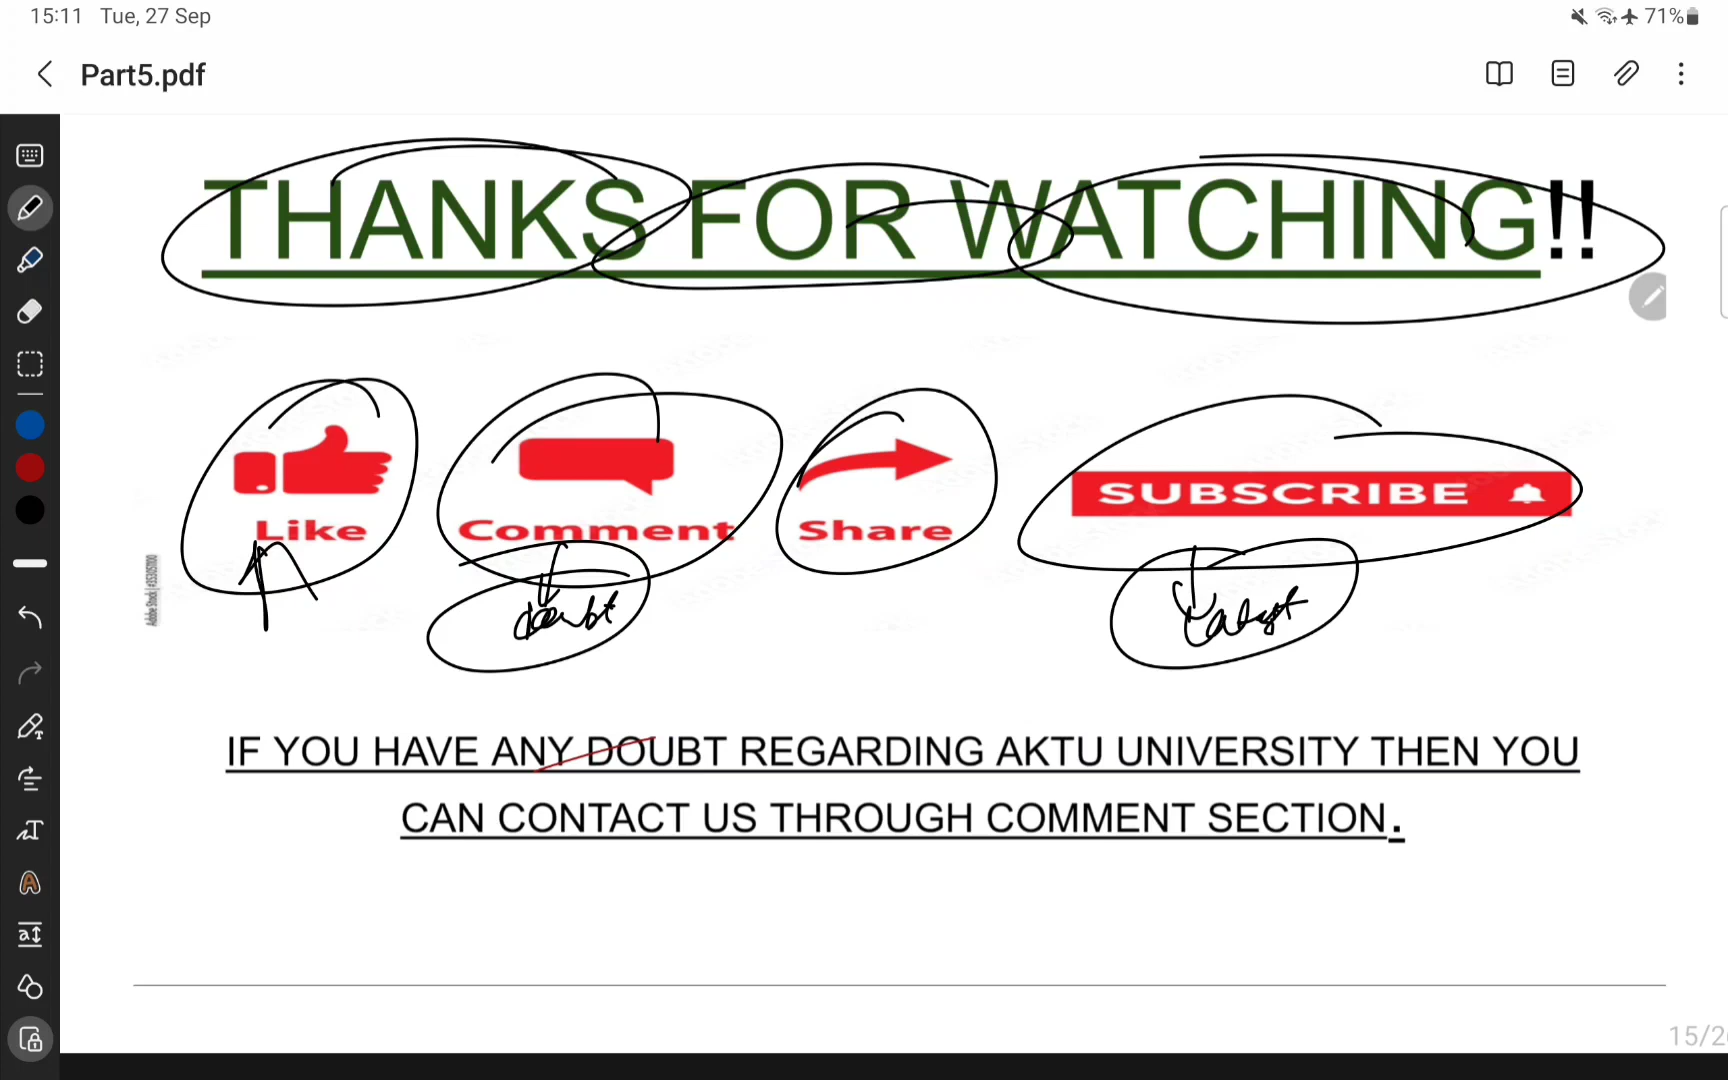 15:11 Tue, 27 Sep 71%
Part5.pdf
THANKS FOR WATCHING!!
SUBSCRIBE
Like Comment Share
doubt
IF YOU HAVE ANY DOUBT REGARDING AKTU UNIVERSITY THEN YOU
CAN CONTACT US THROUGH COMMENT SECTION.